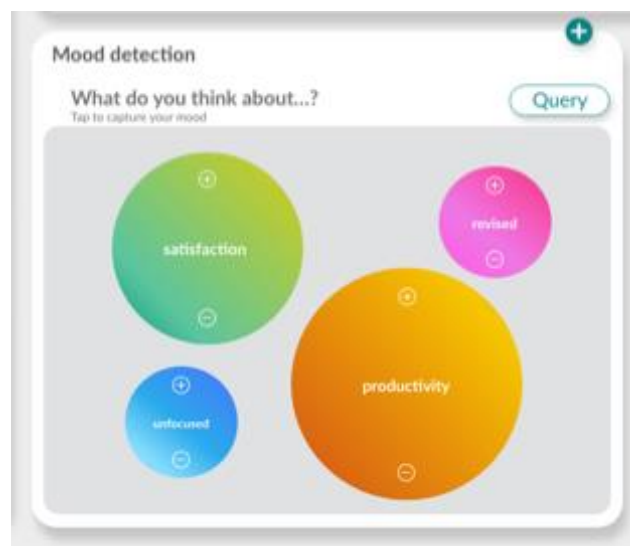 Mood detection
What do you think about...?
Tap to capture your mood
Query
satisfaction
revised
productivity
unfocused